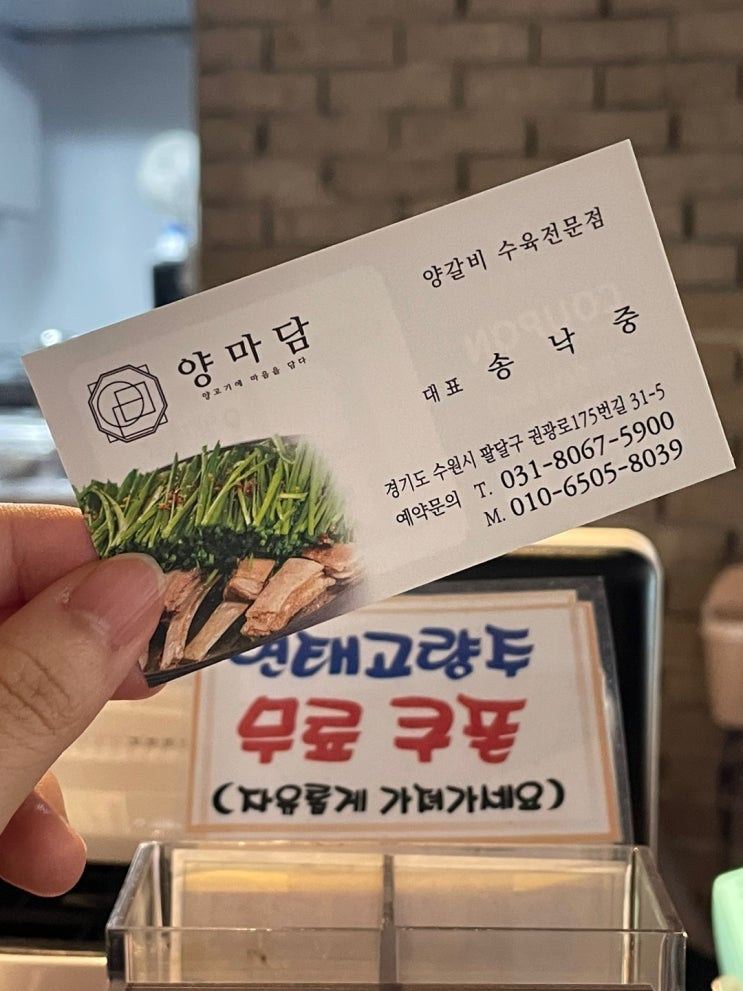 양마담
양고기에 마음을 담다
양갈비 수육전문점
대표 송낙중
경기도 수원시 팔달구 권광로175번길 31-5
예약문의 T. 031-8067-5900
M. 010-6505-8039
연태고량주
무료 쿠폰
(자유롭게 가져가세요)